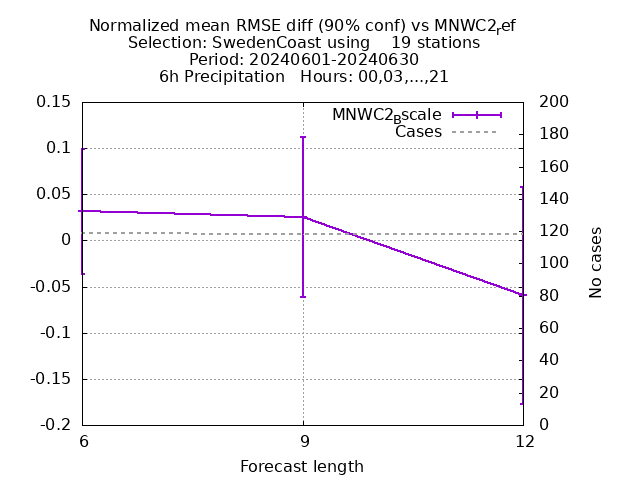 Normalized mean RMSE diff (90% conf) vs MNWC2ref
Selection: SwedenCoast using    19 stations
Period: 20240601-20240630
6h Precipitation   Hours: 00,03,...,21
MNWC2Bscale
Cases
0.15
0.1
0.05
0
-0.05
-0.1
-0.15
-0.2
200
180
160
140
120
100
80
60
40
20
0
No cases
6 9 12
Forecast length